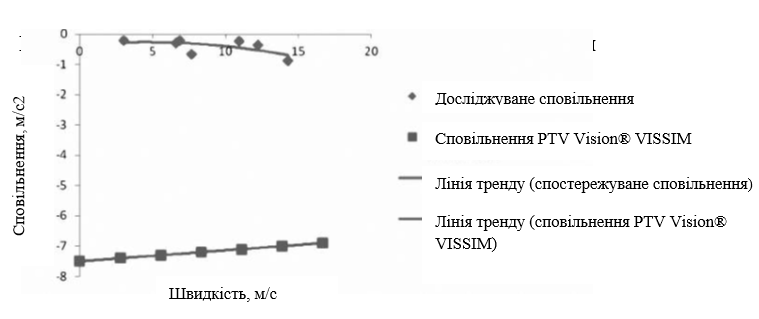 0
0
5
10
15
20
-1
-2
-3
-4
-5
-6
-7
-8
Сповільнення, м/с2
Швидкість, м/с
Досліджуване сповільнення
Сповільнення PTV Vision® VISSIM
Лінія тренду (спостережуване сповільнення)
Лінія тренду (сповільнення PTV Vision®
VISSIM)